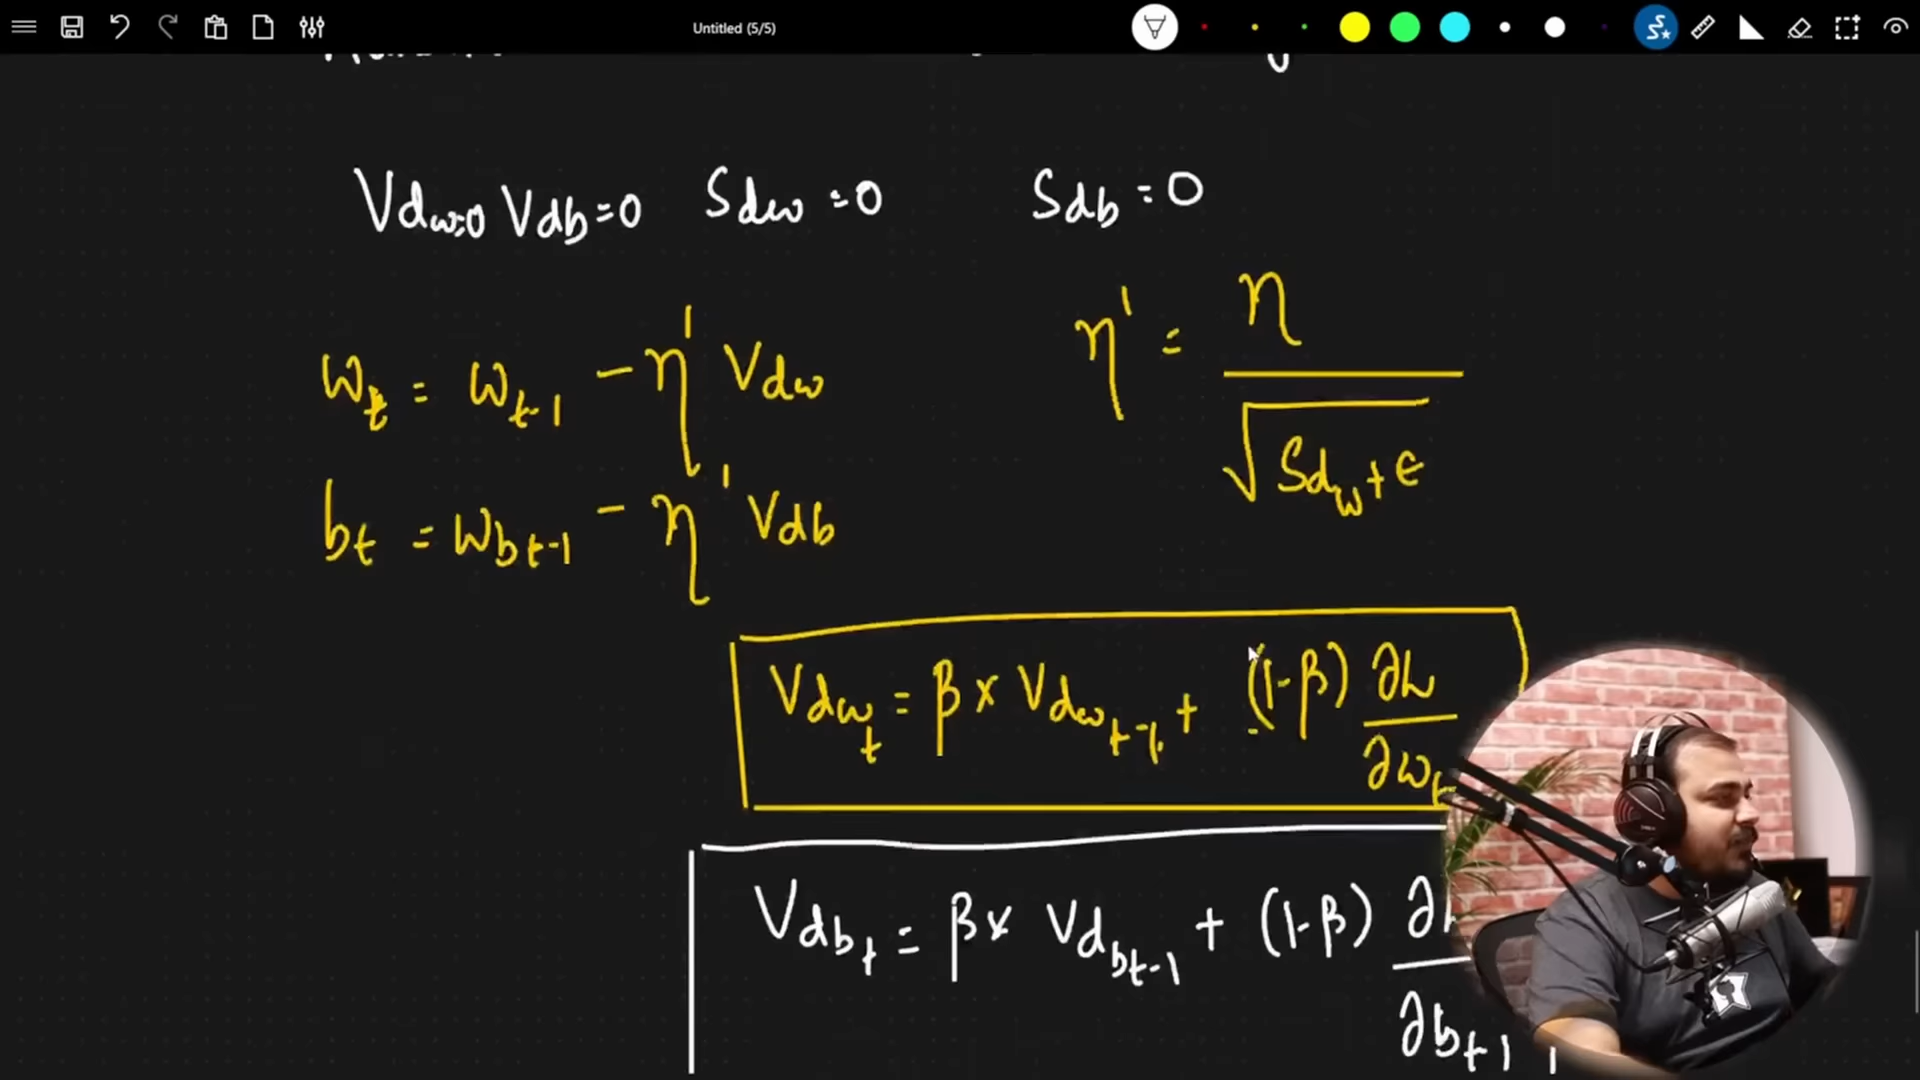 Untitled (5/5)
Vdw=0 Vdb=0 Sdw=0 Sdb=0
η' = η / √(Sdw+ε)
wt = wt-1 - η' Vdw
bt = wbt-1 - η' Vdb
Vdwt = β x Vdwt-1 + (1-β) ∂L / ∂wt
Vdbt = β x Vdbt-1 + (1-β) ∂
∂bt-1